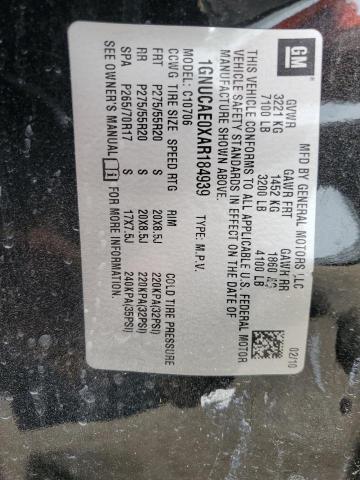 GM
MFD BY GENERAL MOTORS LLC
GVWR GAWR FRT GAWR RR
3221 KG 1452 KG 1860 KG
7100 LB 3200 LB 4100 LB
THIS VEHICLE CONFORMS TO ALL APPLICABLE U.S. FEDERAL MOTOR
VEHICLE SAFETY STANDARDS IN EFFECT ON THE DATE OF
MANUFACTURE SHOWN ABOVE.
02/10
1GNUCAE0XAR184939 TYPE: M.P.V.
MODEL: C10706
CCWG TIRE SIZE SPEED RTG RIM COLD TIRE PRESSURE
FRT P275/55R20 S 20X8.5J 220KPA(32PSI)
RR P275/55R20 S 20X8.5J 220KPA(32PSI)
SPA P265/70R17 S 17X7.5J 240KPA(35PSI)
SEE OWNER'S MANUAL